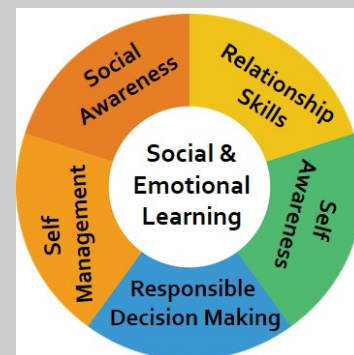 Social
Awareness
Relationship
Skills
Social &
Emotional
Learning
Self
Management
Self
Awareness
Responsible
Decision Making